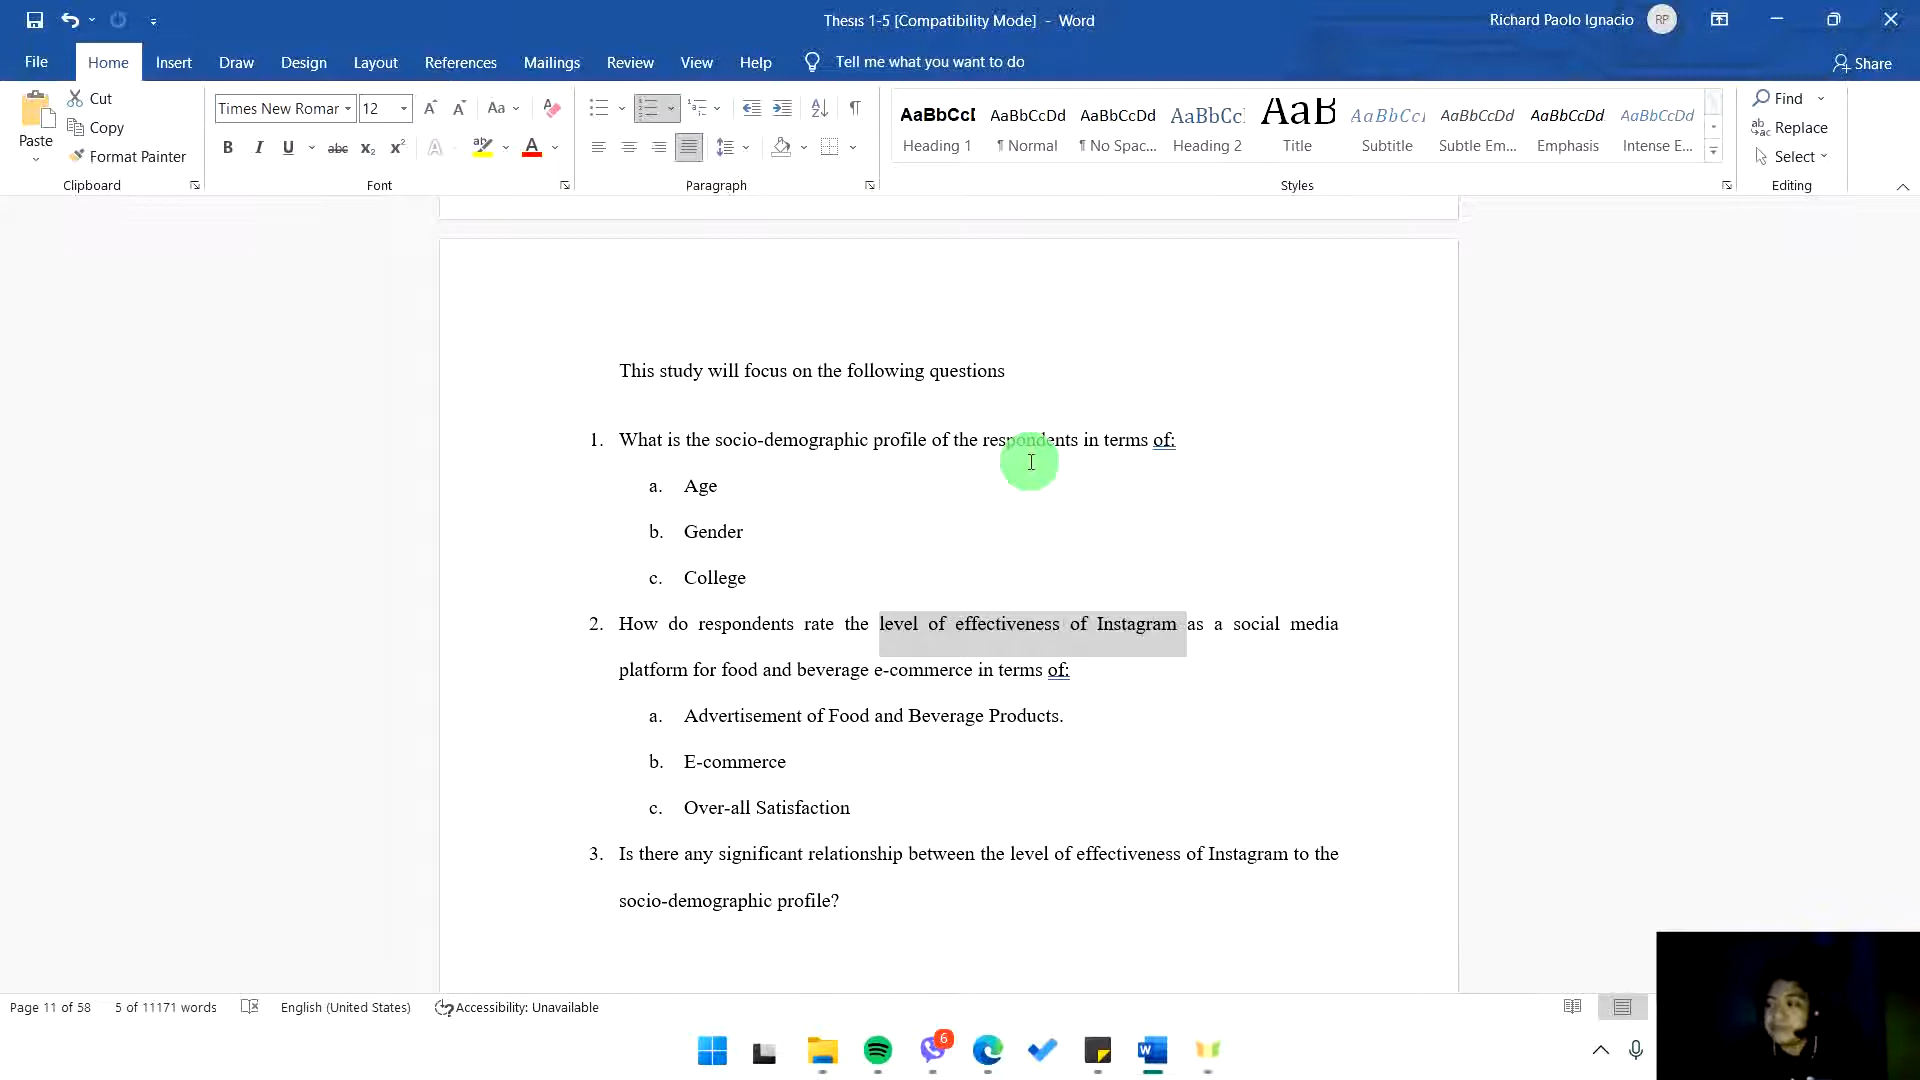 Thesis 1-5 [Compatibility Mode] - Word
Richard Paolo Ignacio
RP
File Home Insert Draw Design Layout References Mailings Review View Help Tell me what you want to do
Share
Paste
Cut
Copy
Format Painter
Clipboard
Times New Romar 12
Font
Paragraph
AaBbCcI AaBbCcDd AaBbCcDd AaBbCc AaB AaBbCcI AaBbCcDd AaBbCcDd AaBbCcDd
Heading 1 ¶ Normal ¶ No Spac... Heading 2 Title Subtitle Subtle Em... Emphasis Intense E...
Styles
Find
Replace
Select
Editing
This study will focus on the following questions
1. What is the socio-demographic profile of the respondents in terms of:
a. Age
b. Gender
c. College
2. How do respondents rate the level of effectiveness of Instagram as a social media
platform for food and beverage e-commerce in terms of:
a. Advertisement of Food and Beverage Products.
b. E-commerce
c. Over-all Satisfaction
3. Is there any significant relationship between the level of effectiveness of Instagram to the
socio-demographic profile?
Page 11 of 58 5 of 11171 words English (United States) Accessibility: Unavailable
6